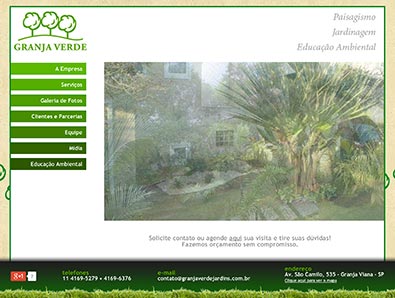 GRANJA VERDE
Paisagismo
Jardinagem
Educação Ambiental
A Empresa
Serviços
Galeria de Fotos
Clientes e Parcerias
Equipe
Mídia
Educação Ambiental
Solicite contato ou agende aqui sua visita e tire suas dúvidas!
Fazemos orçamento sem compromisso.
telefones
11 4169-5279 • 4169-6376
e-mail
contato@granjaverdejardins.com.br
endereço
Av. São Camilo, 535 - Granja Viana - SP
Clique aqui para ver o mapa